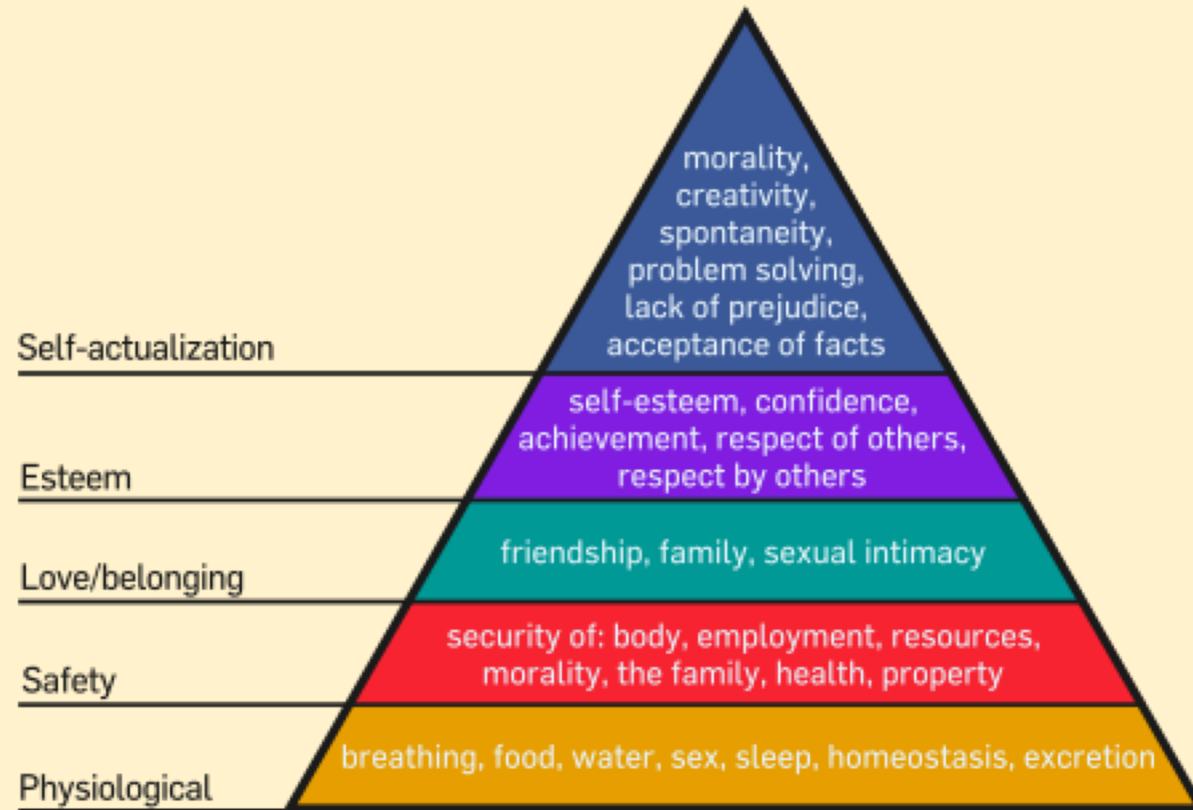 morality,
creativity,
spontaneity,
problem solving,
lack of prejudice,
acceptance of facts
Self-actualization
self-esteem, confidence,
achievement, respect of others,
respect by others
Esteem
friendship, family, sexual intimacy
Love/belonging
security of: body, employment, resources,
morality, the family, health, property
Safety
breathing, food, water, sex, sleep, homeostasis, excretion
Physiological